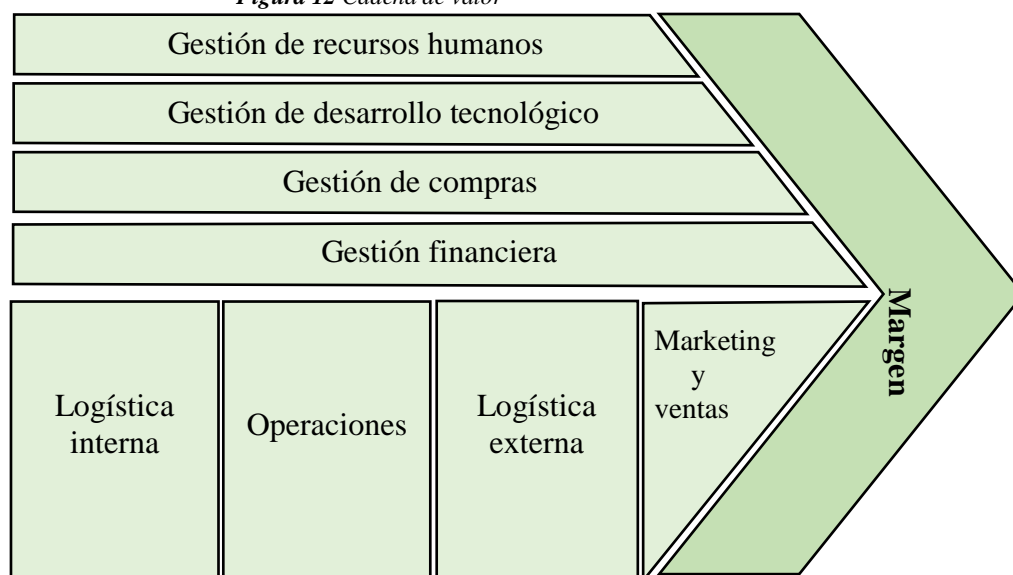 Figura 12 Cadena de valor
Gestión de recursos humanos
Gestión de desarrollo tecnológico
Gestión de compras
Gestión financiera
Logística
interna
Operaciones
Logística
externa
Marketing
y
ventas
Margen